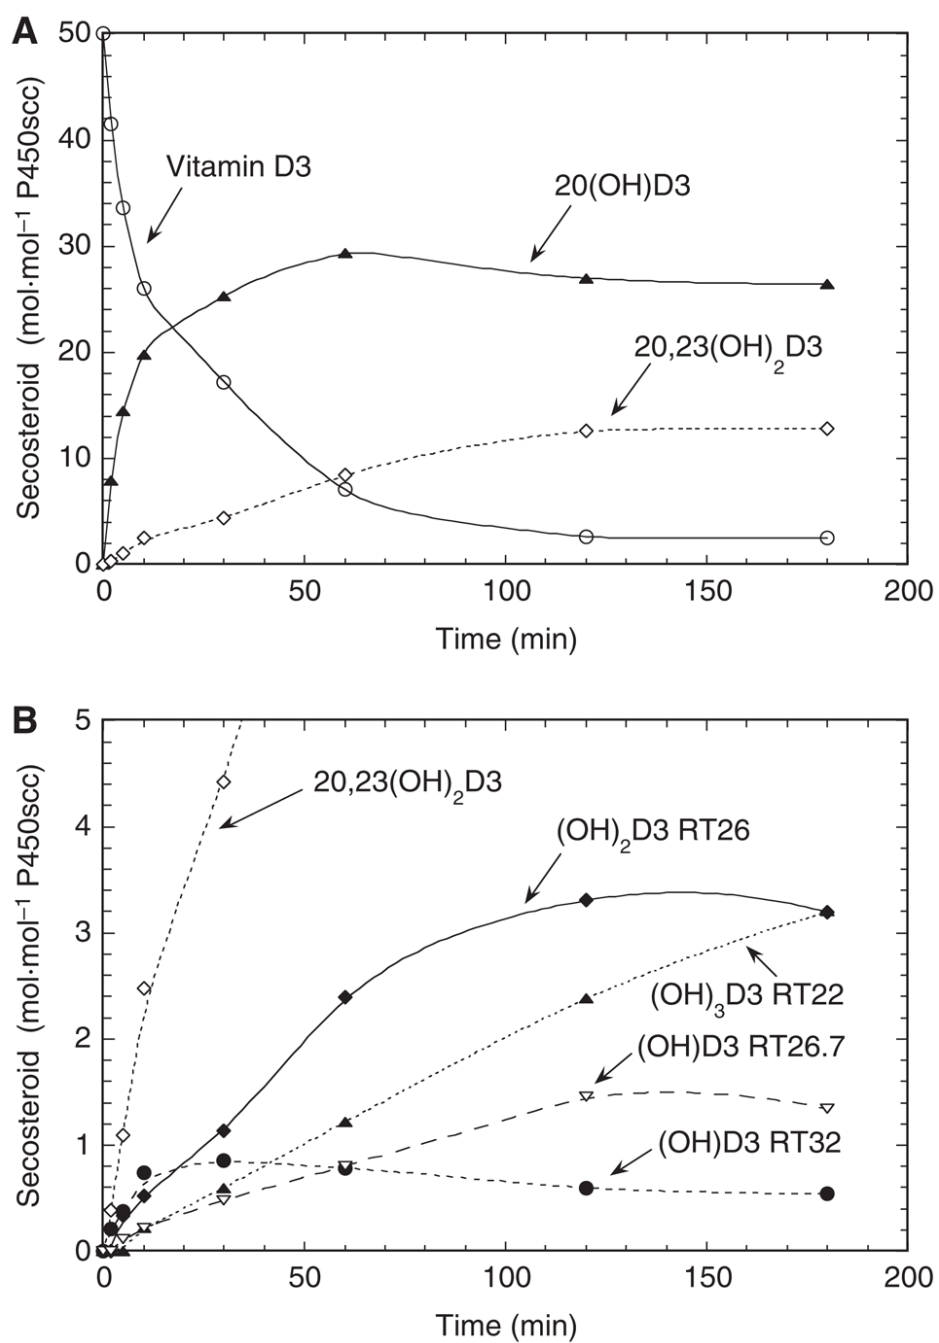 A
Secosteroid (mol·mol⁻¹ P450scc)
50
40
30
20
10
0
Vitamin D3
20(OH)D3
20,23(OH)₂D3
0 50 100 150 200
Time (min)
B
Secosteroid (mol·mol⁻¹ P450scc)
5
4
3
2
1
0
20,23(OH)₂D3
(OH)₂D3 RT26
(OH)₃D3 RT22
(OH)D3 RT26.7
(OH)D3 RT32
0 50 100 150 200
Time (min)